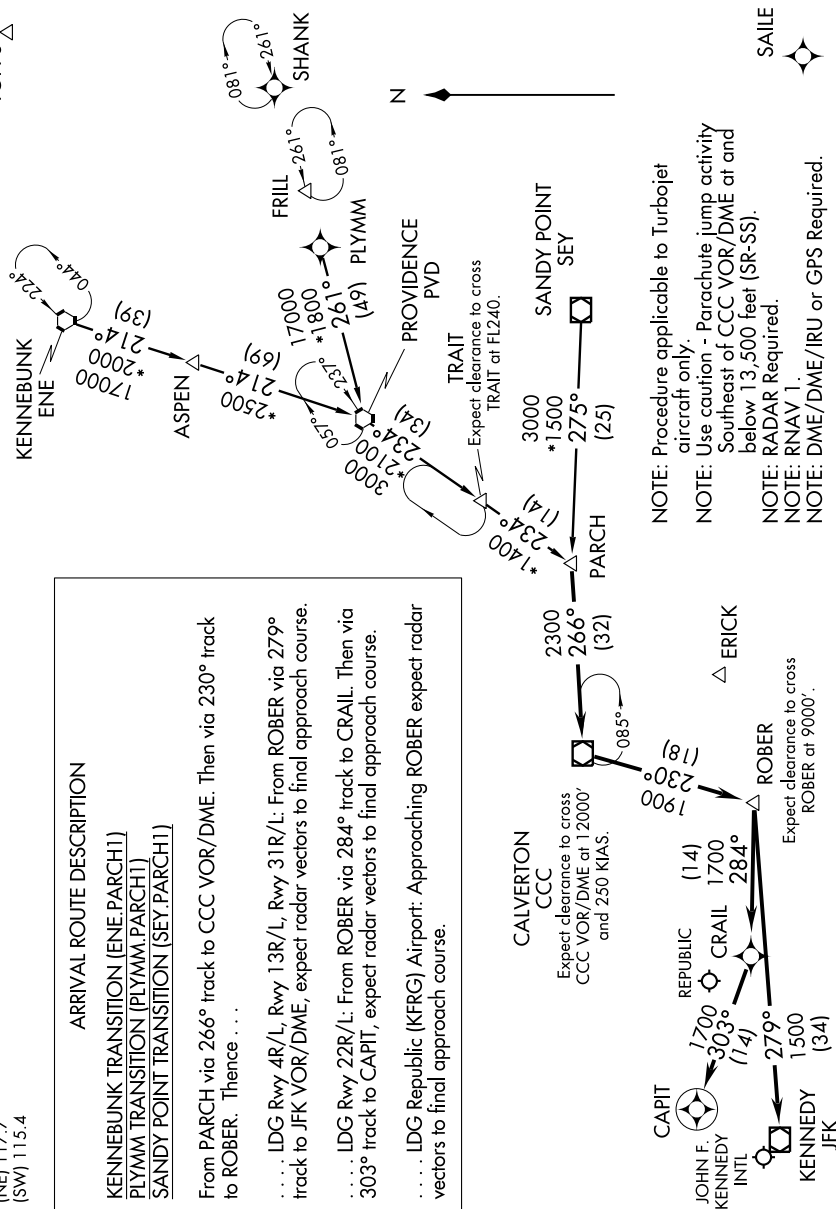 (NE) 117.7
(SW) 115.4
ARRIVAL ROUTE DESCRIPTION
KENNEBUNK TRANSITION (ENE.PARCH1)
PLYMM TRANSITION (PLYMM.PARCH1)
SANDY POINT TRANSITION (SEY.PARCH1)
From PARCH via 266° track to CCC VOR/DME. Then via 230° track
to ROBER. Thence . . .
. . . . LDG Rwy 4R/L, Rwy 13R/L, Rwy 31R/L: From ROBER via 279°
track to JFK VOR/DME, expect radar vectors to final approach course.
. . . . LDG Rwy 22R/L: From ROBER via 284° track to CRAIL. Then via
303° track to CAPIT, expect radar vectors to final approach course.
. . . . LDG Republic (KFRG) Airport: Approaching ROBER expect radar
vectors to final approach course.
KENNEBUNK
ENE
224°
044°
17000
*2000
214°
(39)
ASPEN
*2500
214°
(69)
081°
261°
SHANK
FRILL
261°
081°
PLYMM
17000
*1800
261°
(49)
PROVIDENCE
PVD
237°
057°
3000
*2100
234°
(34)
TRAIT
Expect clearance to cross
TRAIT at FL240.
*1400
234°
(14)
N
SANDY POINT
SEY
3000
*1500
275°
(25)
PARCH
2300
266°
(32)
085°
CALVERTON
CCC
Expect clearance to cross
CCC VOR/DME at 12000'
and 250 KIAS.
1900
230°
(18)
ERICK
ROBER
Expect clearance to cross
ROBER at 9000'.
(14)
1700
284°
CRAIL
REPUBLIC
1700
303°
(14)
CAPIT
279°
1500
(34)
JOHN F.
KENNEDY
INTL
KENNEDY
JFK
SAILE
NOTE: Procedure applicable to Turbojet
aircraft only.
NOTE: Use caution - Parachute jump activity
Southeast of CCC VOR/DME at and
below 13,500 feet (SR-SS).
NOTE: RADAR Required.
NOTE: RNAV 1.
NOTE: DME/DME/IRU or GPS Required.